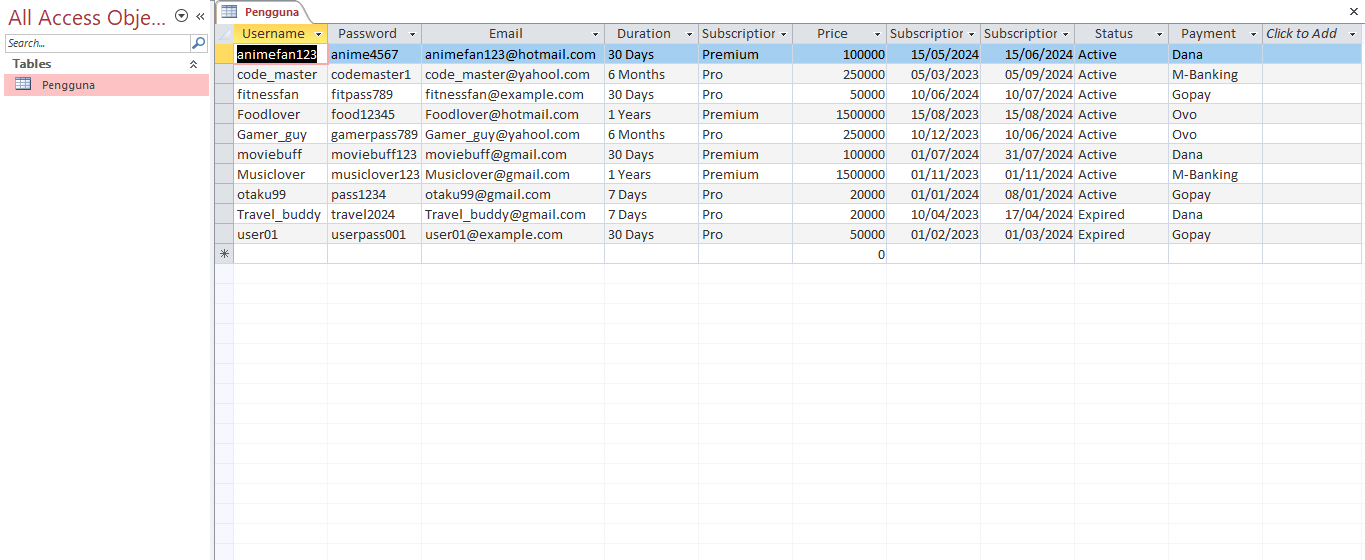 All Access Obje...
Search...
Tables
Pengguna
Pengguna
Username Password Email Duration Subscription Price Subscription Subscription Status Payment Click to Add
animefan123 anime4567 animefan123@hotmail.com 30 Days Premium 100000 15/05/2024 15/06/2024 Active Dana
code_master codemaster1 code_master@yahool.com 6 Months Pro 250000 05/03/2023 05/09/2024 Active M-Banking
fitnessfan fitpass789 fitnessfan@example.com 30 Days Pro 50000 10/06/2024 10/07/2024 Active Gopay
Foodlover food12345 Foodlover@hotmail.com 1 Years Premium 1500000 15/08/2023 15/08/2024 Active Ovo
Gamer_guy gamerpass789 Gamer_guy@yahool.com 6 Months Pro 250000 10/12/2023 10/06/2024 Active Ovo
moviebuff moviebuff123 moviebuff@gmail.com 30 Days Premium 100000 01/07/2024 31/07/2024 Active Dana
Musiclover musiclover123 Musiclover@gmail.com 1 Years Premium 1500000 01/11/2023 01/11/2024 Active M-Banking
otaku99 pass1234 otaku99@gmail.com 7 Days Pro 20000 01/01/2024 08/01/2024 Active Gopay
Travel_buddy travel2024 Travel_buddy@gmail.com 7 Days Pro 20000 10/04/2023 17/04/2024 Expired Dana
user01 userpass001 user01@example.com 30 Days Pro 50000 01/02/2023 01/03/2024 Expired Gopay
0